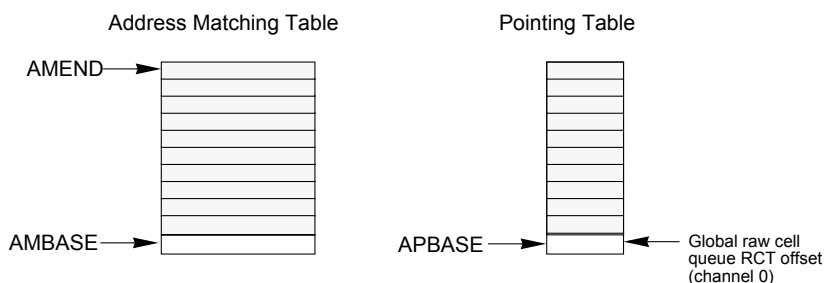 Address Matching Table
Pointing Table
AMEND
AMBASE
APBASE
Global raw cell
queue RCT offset
(channel 0)